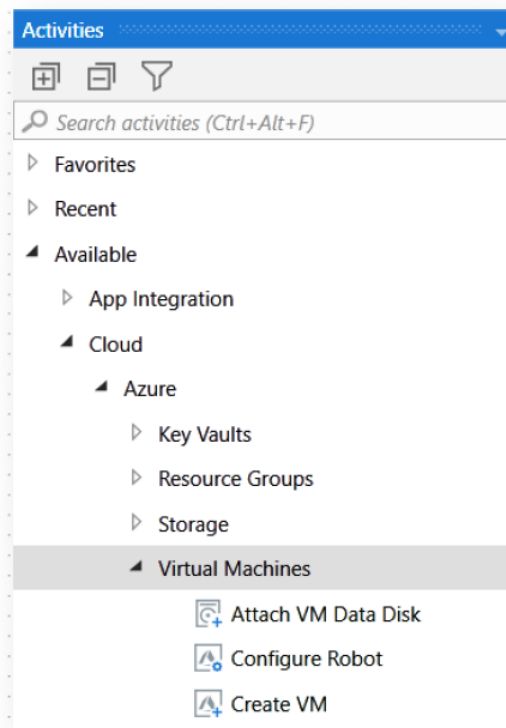 Activities
Search activities (Ctrl+Alt+F)
Favorites
Recent
Available
App Integration
Cloud
Azure
Key Vaults
Resource Groups
Storage
Virtual Machines
Attach VM Data Disk
Configure Robot
Create VM